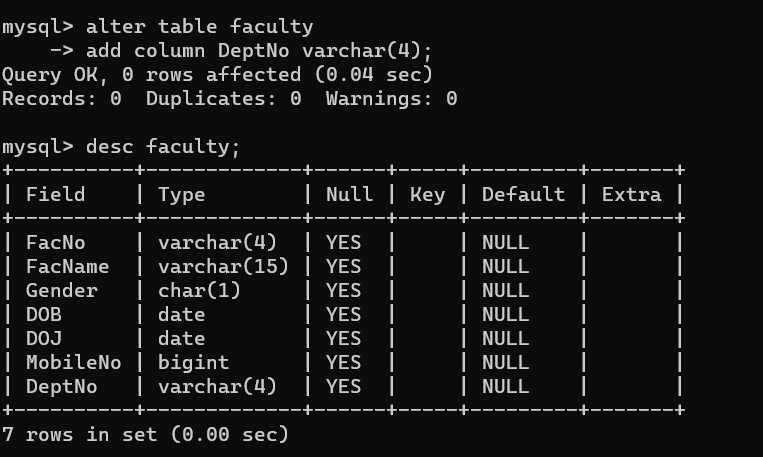 mysql> alter table faculty
    -> add column DeptNo varchar(4);
Query OK, 0 rows affected (0.04 sec)
Records: 0  Duplicates: 0  Warnings: 0

mysql> desc faculty;
+----------+-------------+------+-----+---------+-------+
| Field    | Type        | Null | Key | Default | Extra |
+----------+-------------+------+-----+---------+-------+
| FacNo    | varchar(4)  | YES  |     | NULL    |       |
| FacName  | varchar(15) | YES  |     | NULL    |       |
| Gender   | char(1)     | YES  |     | NULL    |       |
| DOB      | date        | YES  |     | NULL    |       |
| DOJ      | date        | YES  |     | NULL    |       |
| MobileNo | bigint      | YES  |     | NULL    |       |
| DeptNo   | varchar(4)  | YES  |     | NULL    |       |
+----------+-------------+------+-----+---------+-------+
7 rows in set (0.00 sec)